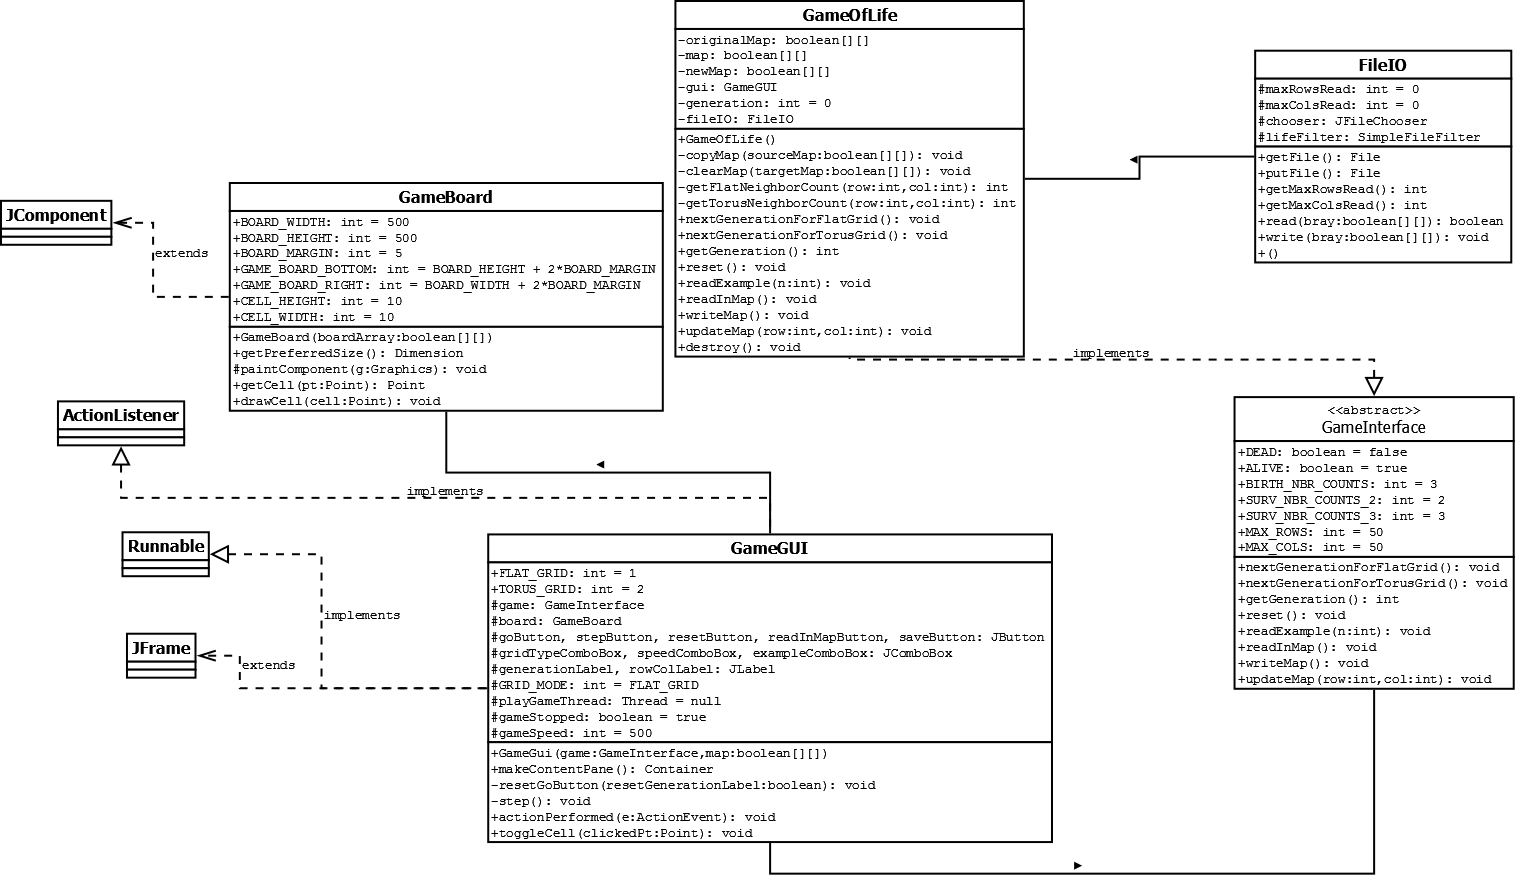 GameOfLife
-originalMap: boolean[][]
-map: boolean[][]
-newMap: boolean[][]
-gui: GameGUI
-generation: int = 0
-fileIO: FileIO
+GameOfLife()
-copyMap(sourceMap:boolean[][]): void
-clearMap(targetMap:boolean[][]): void
-getFlatNeighborCount(row:int,col:int): int
-getTorusNeighborCount(row:int,col:int): int
+nextGenerationForFlatGrid(): void
+nextGenerationForTorusGrid(): void
+getGeneration(): int
+reset(): void
+readExample(n:int): void
+readInMap(): void
+writeMap(): void
+updateMap(row:int,col:int): void
+destroy(): void
FileIO
#maxRowsRead: int = 0
#maxColsRead: int = 0
#chooser: JFileChooser
#lifeFilter: SimpleFileFilter
+getFile(): File
+putFile(): File
+getMaxRowsRead(): int
+getMaxColsRead(): int
+read(bray:boolean[][]): boolean
+write(bray:boolean[][]): void
+()
GameBoard
+BOARD_WIDTH: int = 500
+BOARD_HEIGHT: int = 500
+BOARD_MARGIN: int = 5
+GAME_BOARD_BOTTOM: int = BOARD_HEIGHT + 2*BOARD_MARGIN
+GAME_BOARD_RIGHT: int = BOARD_WIDTH + 2*BOARD_MARGIN
+CELL_HEIGHT: int = 10
+CELL_WIDTH: int = 10
+GameBoard(boardArray:boolean[][])
+getPreferredSize(): Dimension
#paintComponent(g:Graphics): void
+getCell(pt:Point): Point
+drawCell(cell:Point): void
JComponent
extends
implements
ActionListener
implements
<<abstract>>
GameInterface
+DEAD: boolean = false
+ALIVE: boolean = true
+BIRTH_NBR_COUNTS: int = 3
+SURV_NBR_COUNTS_2: int = 2
+SURV_NBR_COUNTS_3: int = 3
+MAX_ROWS: int = 50
+MAX_COLS: int = 50
+nextGenerationForFlatGrid(): void
+nextGenerationForTorusGrid(): void
+getGeneration(): int
+reset(): void
+readExample(n:int): void
+readInMap(): void
+writeMap(): void
+updateMap(row:int,col:int): void
Runnable
implements
JFrame
extends
GameGUI
+FLAT_GRID: int = 1
+TORUS_GRID: int = 2
#game: GameInterface
#board: GameBoard
#goButton, stepButton, resetButton, readInMapButton, saveButton: JButton
#gridTypeComboBox, speedComboBox, exampleComboBox: JComboBox
#generationLabel, rowColLabel: JLabel
#GRID_MODE: int = FLAT_GRID
#playGameThread: Thread = null
#gameStopped: boolean = true
#gameSpeed: int = 500
+GameGui(game:GameInterface,map:boolean[][])
+makeContentPane(): Container
-resetGoButton(resetGenerationLabel:boolean): void
-step(): void
+actionPerformed(e:ActionEvent): void
+toggleCell(clickedPt:Point): void